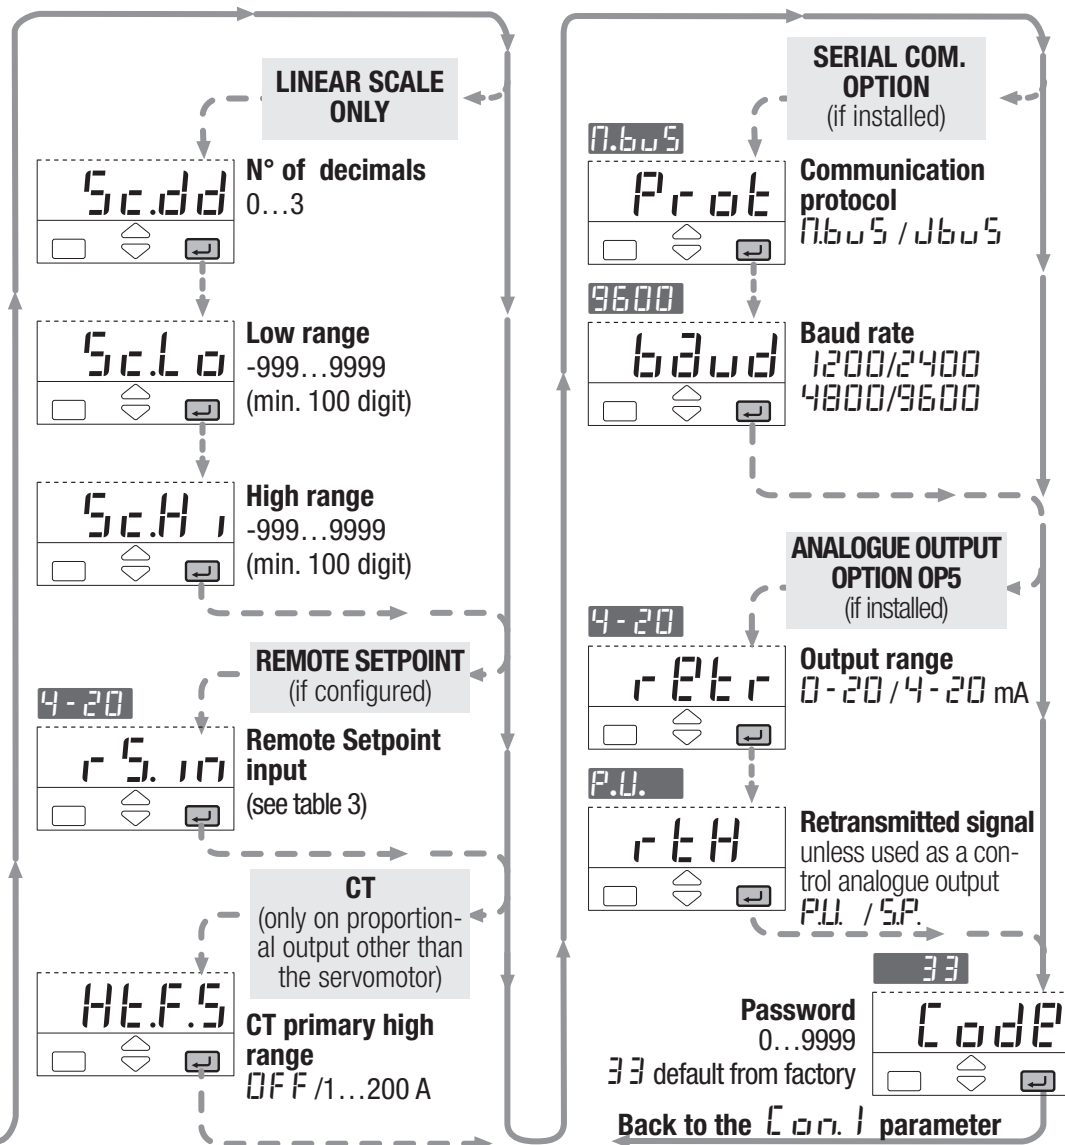 LINEAR SCALE
ONLY
Sc.dd
N° of decimals
0…3
Sc.Lo
Low range
-999…9999
(min. 100 digit)
Sc.Hi
High range
-999…9999
(min. 100 digit)
REMOTE SETPOINT
(if configured)
4-20
rS.in
Remote Setpoint
input
(see table 3)
CT
(only on proportion-
al output other than
the servomotor)
Ht.F.S
CT primary high
range
OFF/1…200 A
SERIAL COM.
OPTION
(if installed)
M.buS
Prot
Communication
protocol
M.buS / JbuS
9600
baud
Baud rate
1200/2400
4800/9600
ANALOGUE OUTPUT
OPTION OP5
(if installed)
4-20
retr
Output range
0-20 / 4-20 mA
P.V.
rtH
Retransmitted signal
unless used as a con-
trol analogue output
P.V. / S.P.
33
Code
Password
0…9999
33 default from factory
Back to the Con.1 parameter